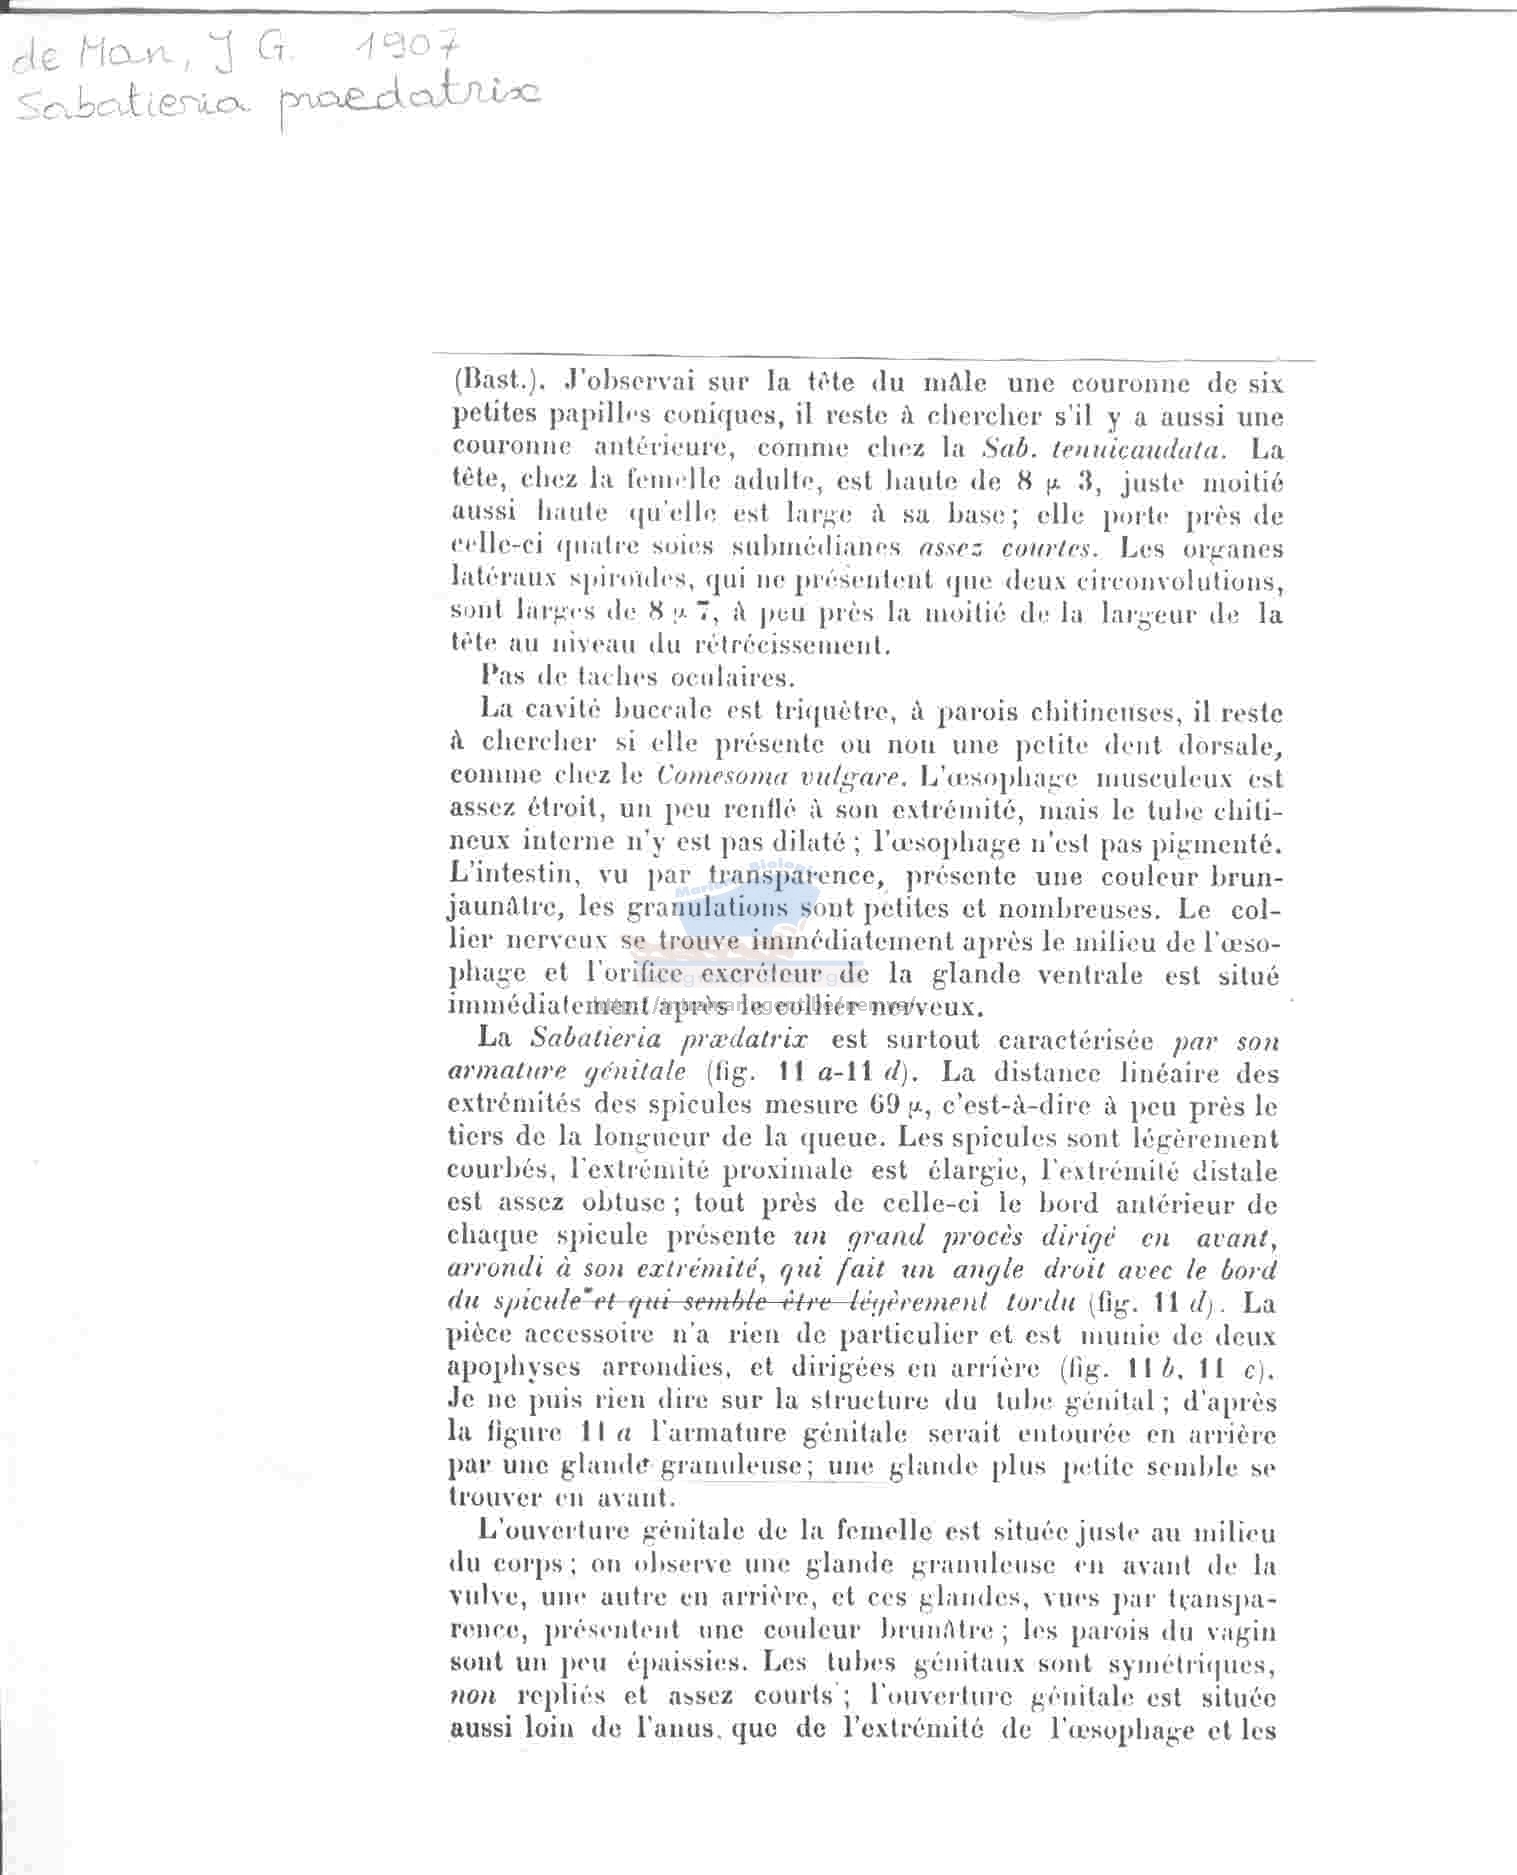 de Man, J G. 1907
Sabatieria praedatrix
(Bast.). J'observai sur la tête du mâle une couronne de six
petites papilles coniques, il reste à chercher s'il y a aussi une
couronne antérieure, comme chez la Sab. tenuicaudata. La
tête, chez la femelle adulte, est haute de 8 µ 3, juste moitié
aussi haute qu'elle est large à sa base; elle porte près de
celle-ci quatre soies submédianes assez courtes. Les organes
latéraux spiroïdes, qui ne présentent que deux circonvolutions,
sont larges de 8 µ 7, à peu près la moitié de la largeur de la
tête au niveau du rétrécissement.
Pas de taches oculaires.
La cavité buccale est triquètre, à parois chitineuses, il reste
à chercher si elle présente ou non une petite dent dorsale,
comme chez le Comesoma vulgare. L'œsophage musculeux est
assez étroit, un peu renflé à son extrémité, mais le tube chiti-
neux interne n'y est pas dilaté; l'œsophage n'est pas pigmenté.
L'intestin, vu par transparence, présente une couleur brun-
jaunâtre, les granulations sont petites et nombreuses. Le col-
lier nerveux se trouve immédiatement après le milieu de l'œso-
phage et l'orifice excréteur de la glande ventrale est situé
immédiatement après le collier nerveux.
La Sabatieria prædatrix est surtout caractérisée par son
armature génitale (fig. 11 a-11 d). La distance linéaire des
extrémités des spicules mesure 69 µ, c'est-à-dire à peu près le
tiers de la longueur de la queue. Les spicules sont légèrement
courbés, l'extrémité proximale est élargie, l'extrémité distale
est assez obtuse; tout près de celle-ci le bord antérieur de
chaque spicule présente un grand procès dirigé en avant,
arrondi à son extrémité, qui fait un angle droit avec le bord
du spicule et qui semble être légèrement tordu (fig. 11 d). La
pièce accessoire n'a rien de particulier et est munie de deux
apophyses arrondies, et dirigées en arrière (fig. 11 b, 11 c).
Je ne puis rien dire sur la structure du tube génital; d'après
la figure 11 a l'armature génitale serait entourée en arrière
par une glande granuleuse; une glande plus petite semble se
trouver en avant.
L'ouverture génitale de la femelle est située juste au milieu
du corps; on observe une glande granuleuse en avant de la
vulve, une autre en arrière, et ces glandes, vues par transpa-
rence, présentent une couleur brunâtre; les parois du vagin
sont un peu épaissies. Les tubes génitaux sont symétriques,
non repliés et assez courts; l'ouverture génitale est située
aussi loin de l'anus, que de l'extrémité de l'œsophage et les